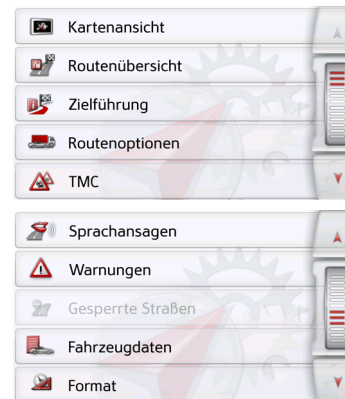 Kartenansicht
Routenübersicht
Zielführung
Routenoptionen
TMC
Sprachansagen
Warnungen
Gesperrte Straßen
Fahrzeugdaten
Format